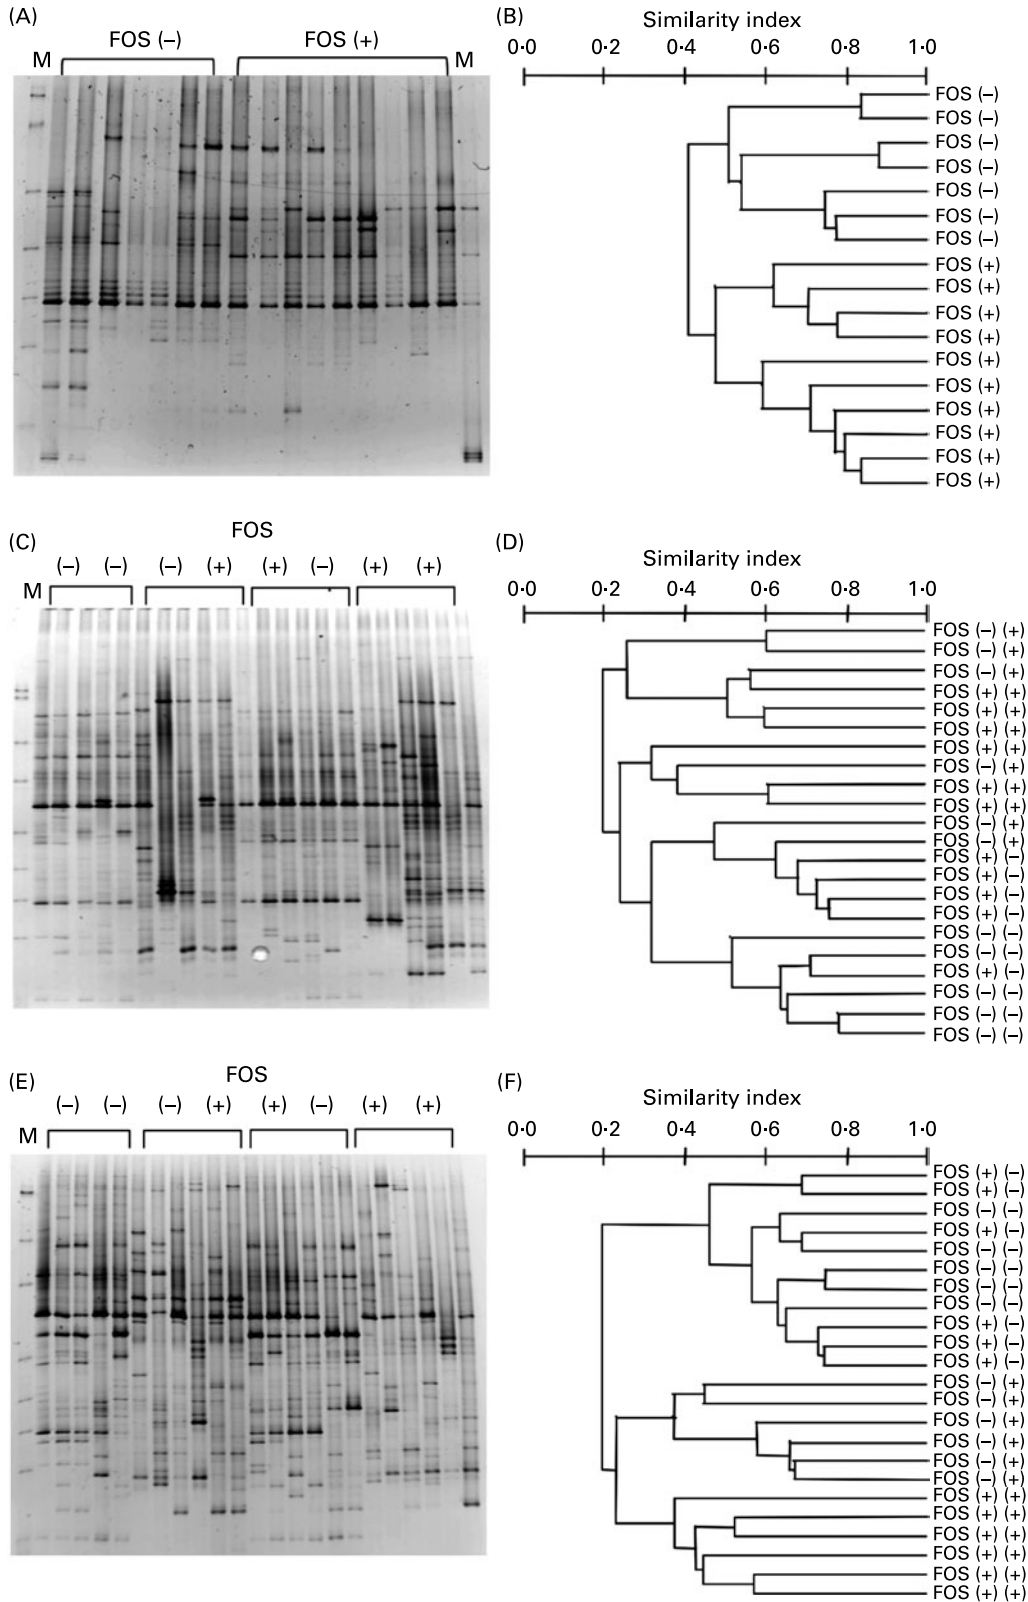 (A)
FOS (–)
FOS (+)
M
M
(B)
Similarity index
0·0 0·2 0·4 0·6 0·8 1·0
FOS (–)
FOS (–)
FOS (–)
FOS (–)
FOS (–)
FOS (–)
FOS (–)
FOS (+)
FOS (+)
FOS (+)
FOS (+)
FOS (+)
FOS (+)
FOS (+)
FOS (+)
FOS (+)
FOS (+)
(C)
FOS
(–) (–) (–) (+) (+) (–) (+) (+)
M
(D)
Similarity index
0·0 0·2 0·4 0·6 0·8 1·0
FOS (–) (+)
FOS (–) (+)
FOS (–) (+)
FOS (+) (+)
FOS (+) (+)
FOS (+) (+)
FOS (+) (+)
FOS (–) (+)
FOS (+) (+)
FOS (+) (+)
FOS (–) (+)
FOS (–) (+)
FOS (+) (–)
FOS (+) (–)
FOS (+) (–)
FOS (+) (–)
FOS (–) (–)
FOS (–) (–)
FOS (+) (–)
FOS (–) (–)
FOS (–) (–)
FOS (–) (–)
(E)
FOS
(–) (–) (–) (+) (+) (–) (+) (+)
M
(F)
Similarity index
0·0 0·2 0·4 0·6 0·8 1·0
FOS (+) (–)
FOS (+) (–)
FOS (–) (–)
FOS (+) (–)
FOS (–) (–)
FOS (–) (–)
FOS (–) (–)
FOS (–) (–)
FOS (+) (–)
FOS (+) (–)
FOS (+) (–)
FOS (–) (+)
FOS (–) (+)
FOS (–) (+)
FOS (–) (+)
FOS (–) (+)
FOS (–) (+)
FOS (+) (+)
FOS (+) (+)
FOS (+) (+)
FOS (+) (+)
FOS (+) (+)
FOS (+) (+)